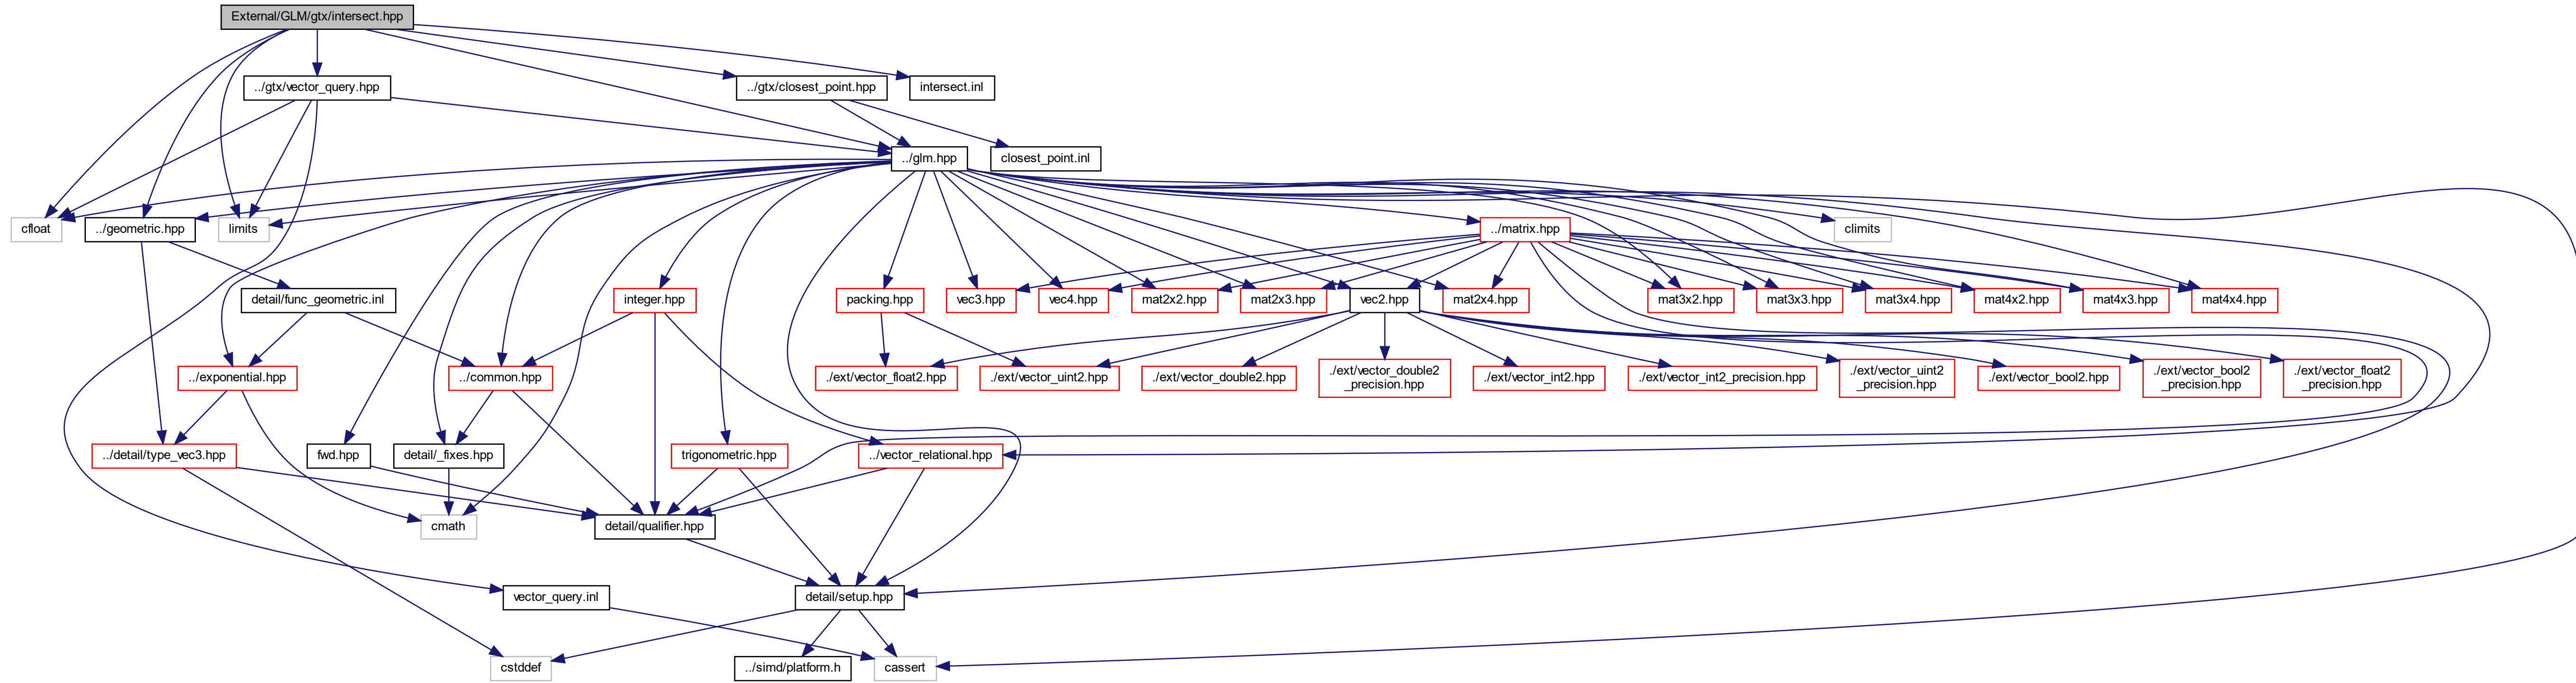 External/GLM/gtx/intersect.hpp
../gtx/vector_query.hpp
../gtx/closest_point.hpp
intersect.inl
../glm.hpp
closest_point.inl
cfloat
../geometric.hpp
limits
../matrix.hpp
climits
detail/func_geometric.inl
integer.hpp
packing.hpp
vec3.hpp
vec4.hpp
mat2x2.hpp
mat2x3.hpp
vec2.hpp
mat2x4.hpp
mat3x2.hpp
mat3x3.hpp
mat3x4.hpp
mat4x2.hpp
mat4x3.hpp
mat4x4.hpp
../exponential.hpp
../common.hpp
./ext/vector_float2.hpp
./ext/vector_uint2.hpp
./ext/vector_double2.hpp
./ext/vector_double2
_precision.hpp
./ext/vector_int2.hpp
./ext/vector_int2_precision.hpp
./ext/vector_uint2
_precision.hpp
./ext/vector_bool2.hpp
./ext/vector_bool2
_precision.hpp
./ext/vector_float2
_precision.hpp
../detail/type_vec3.hpp
fwd.hpp
detail/_fixes.hpp
trigonometric.hpp
../vector_relational.hpp
cmath
detail/qualifier.hpp
vector_query.inl
detail/setup.hpp
cstddef
../simd/platform.h
cassert